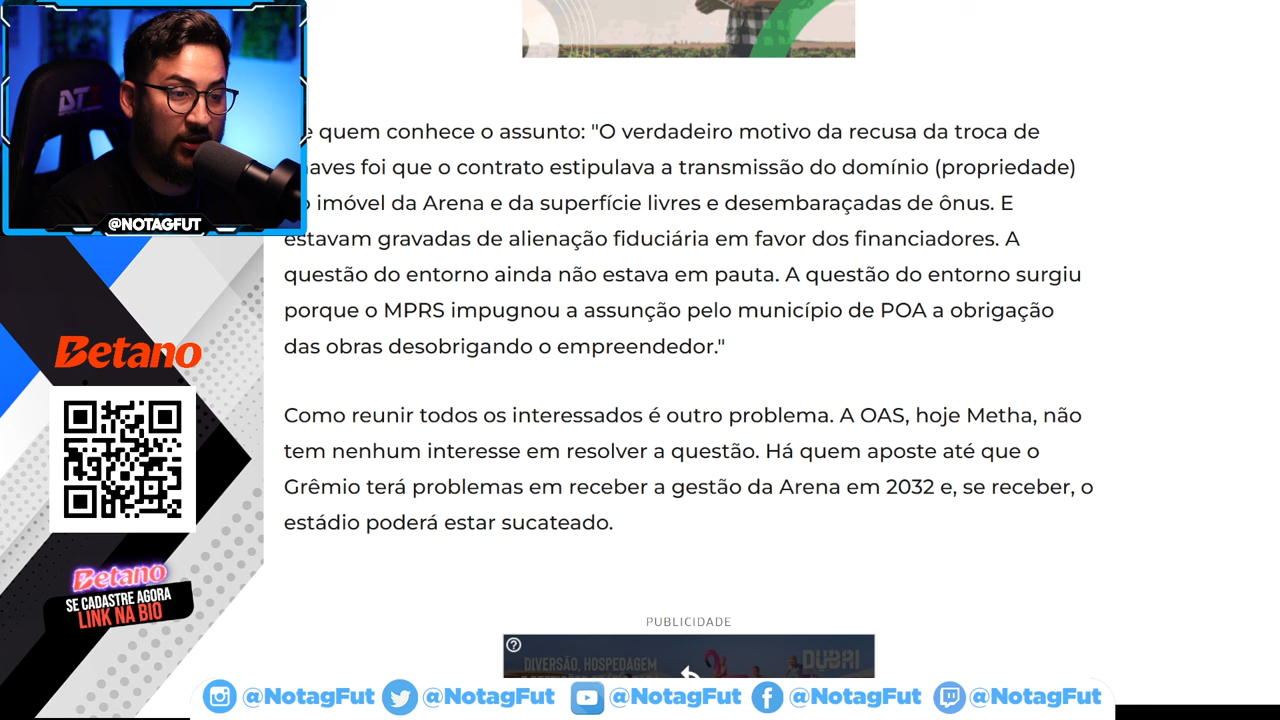 @NOTAGFUT
quem conhece o assunto: "O verdadeiro motivo da recusa da troca de
foi que o contrato estipulava a transmissão do domínio (propriedade)
imóvel da Arena e da superfície livres e desembaraçadas de ônus. E
estavam gravadas de alienação fiduciária em favor dos financiadores. A
questão do entorno ainda não estava em pauta. A questão do entorno surgiu
porque o MPRS impugnou a assunção pelo município de POA a obrigação
das obras desobrigando o empreendedor."
Como reunir todos os interessados é outro problema. A OAS, hoje Metha, não
tem nenhum interesse em resolver a questão. Há quem aposte até que o
Grêmio terá problemas em receber a gestão da Arena em 2032 e, se receber, o
estádio poderá estar sucateado.
Betano
Betano
SE CADASTRE AGORA
LINK NA BIO
PUBLICIDADE
DIVERSÃO, HOSPEDAGEM
DUBAI
@NotagFut @NotagFut @NotagFut @NotagFut @NotagFut